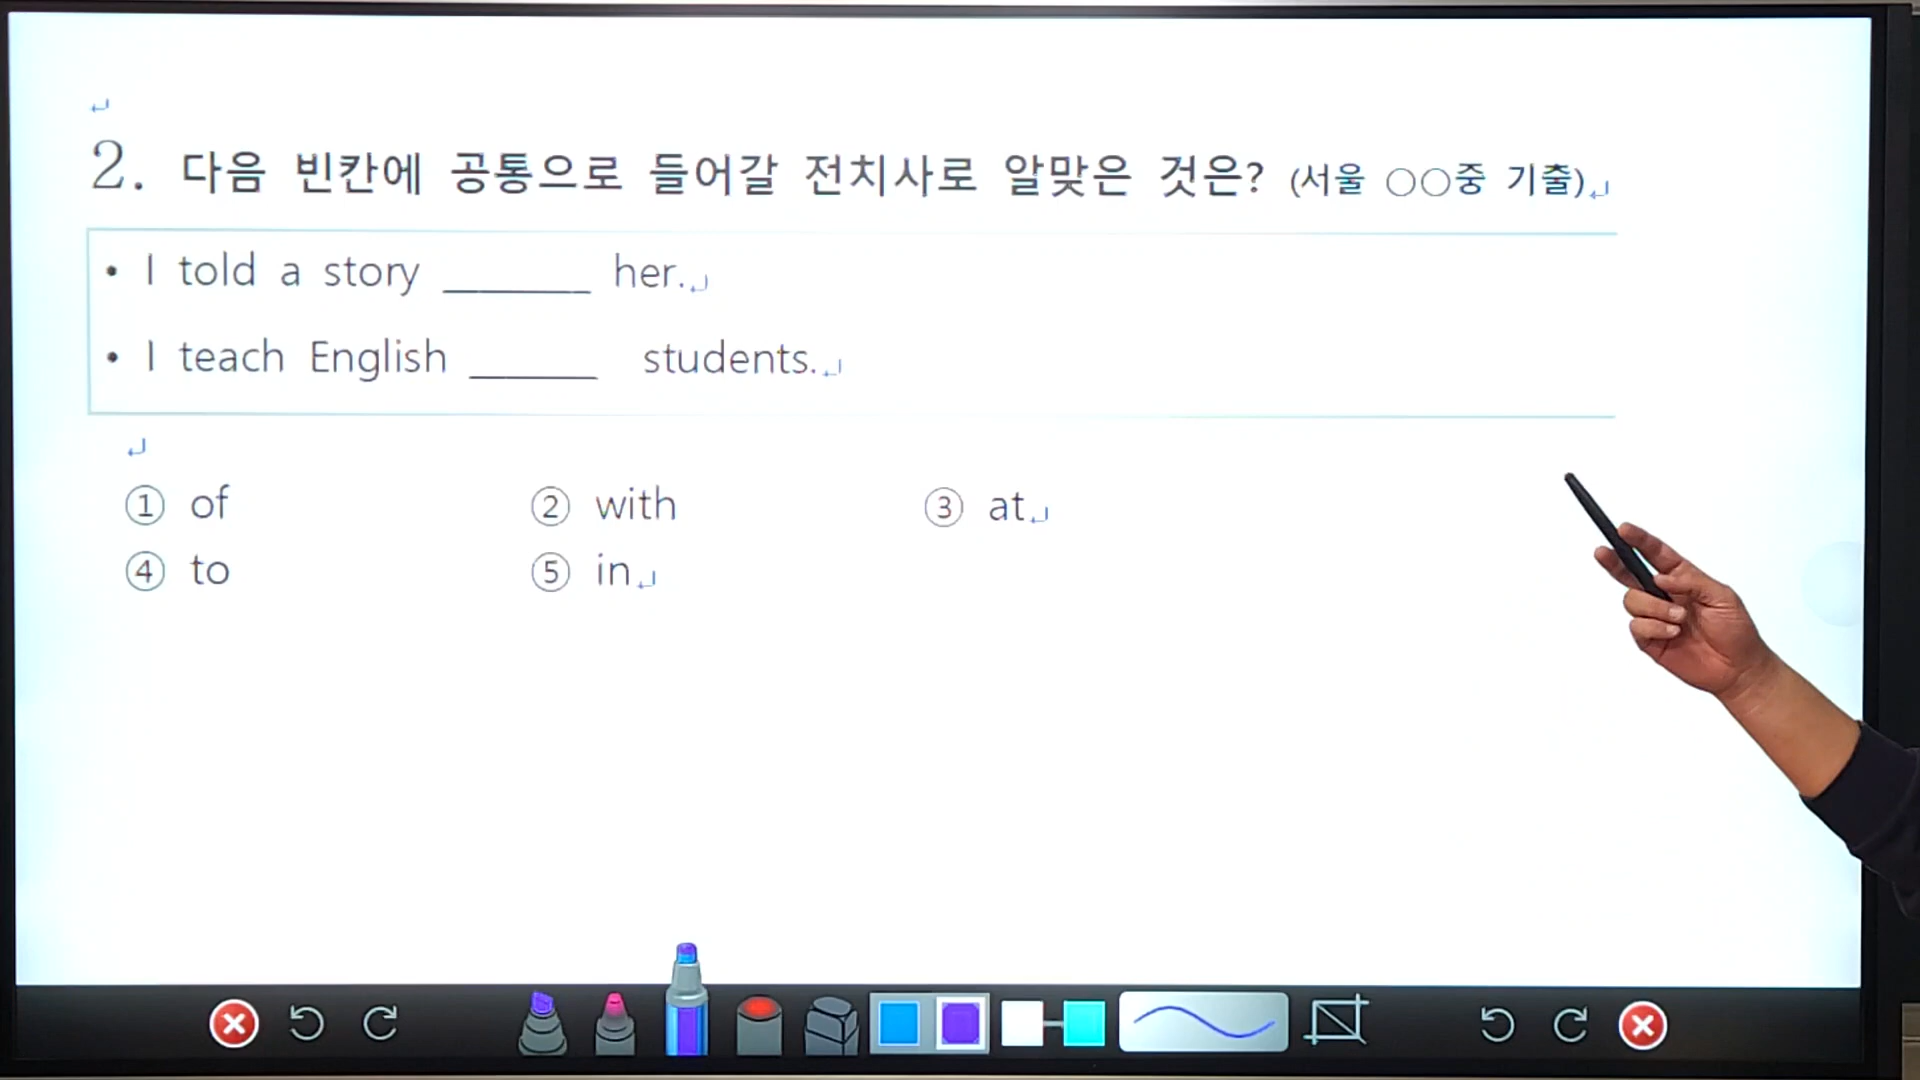 2. 다음 빈칸에 공통으로 들어갈 전치사로 알맞은 것은? (서울 ○○중 기출)
• I told a story ______ her.
• I teach English ______ students.
① of ② with ③ at
④ to ⑤ in